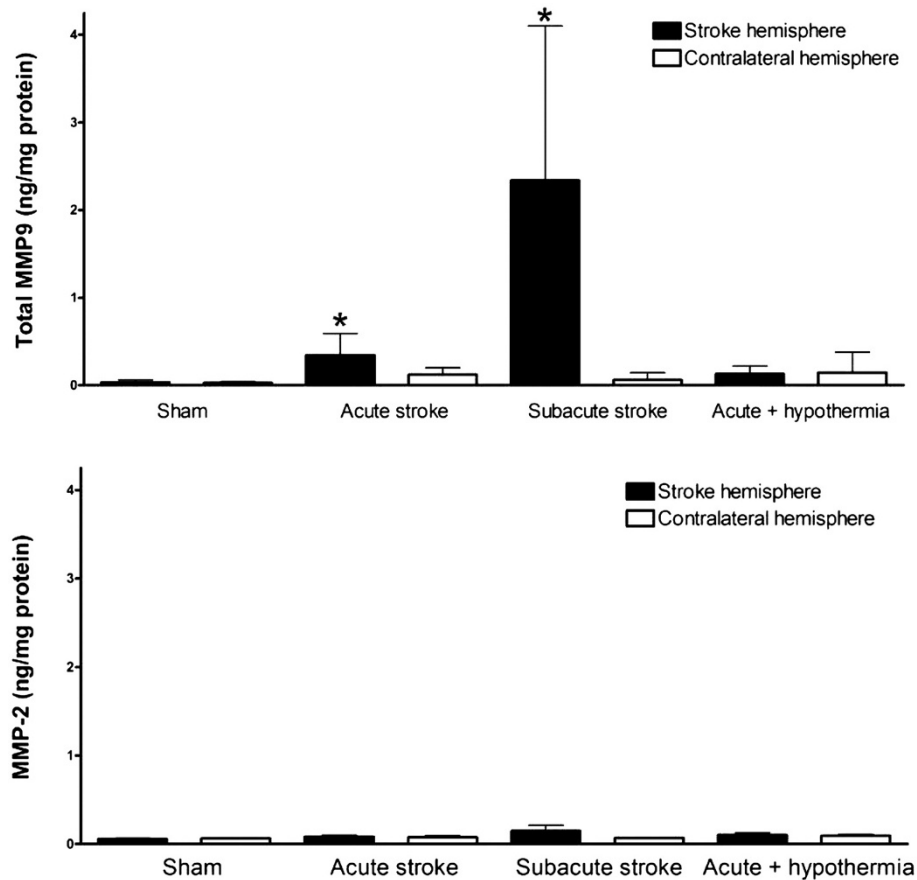 *
4
Stroke hemisphere
Contralateral hemisphere
3
2
1
*
0
Total MMP9 (ng/mg protein)
Sham Acute stroke Subacute stroke Acute + hypothermia
4
Stroke hemisphere
Contralateral hemisphere
3
2
1
0
MMP-2 (ng/mg protein)
Sham Acute stroke Subacute stroke Acute + hypothermia